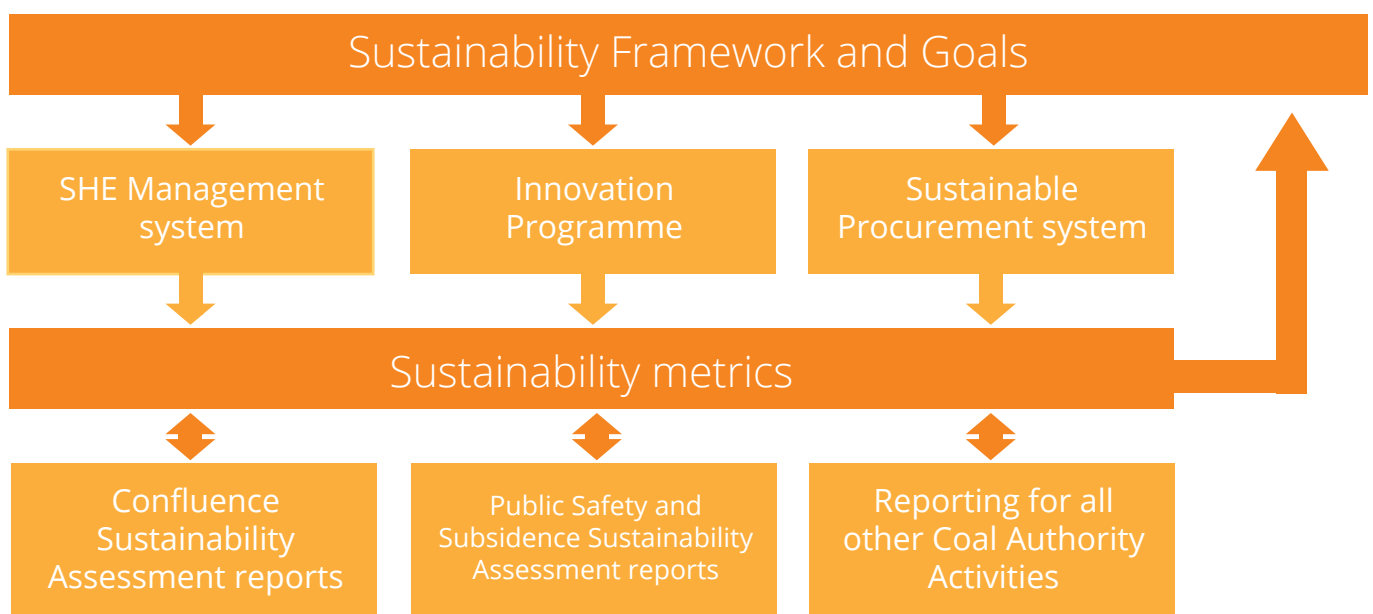 Sustainability Framework and Goals
SHE Management
system
Innovation
Programme
Sustainable
Procurement system
Sustainability metrics
Confluence
Sustainability
Assessment reports
Public Safety and
Subsidence Sustainability
Assessment reports
Reporting for all
other Coal Authority
Activities